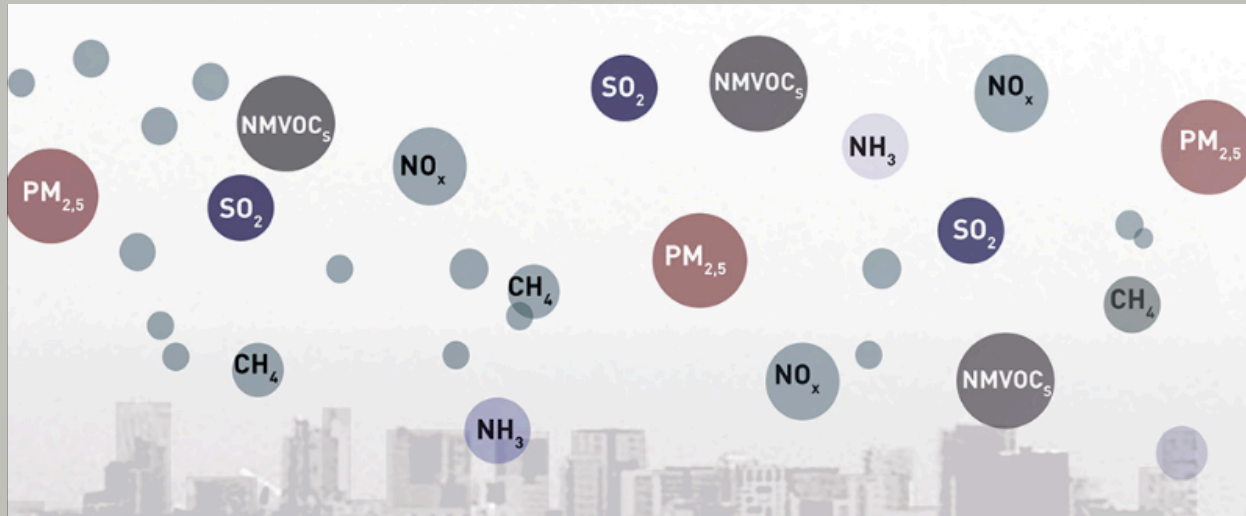 SO₂
NMVOCₛ
NOₓ
NMVOCₛ
PM₂,₅
NH₃
NOₓ
PM₂,₅
SO₂
SO₂
PM₂,₅
CH₄
CH₄
CH₄
NOₓ
NMVOCₛ
NH₃